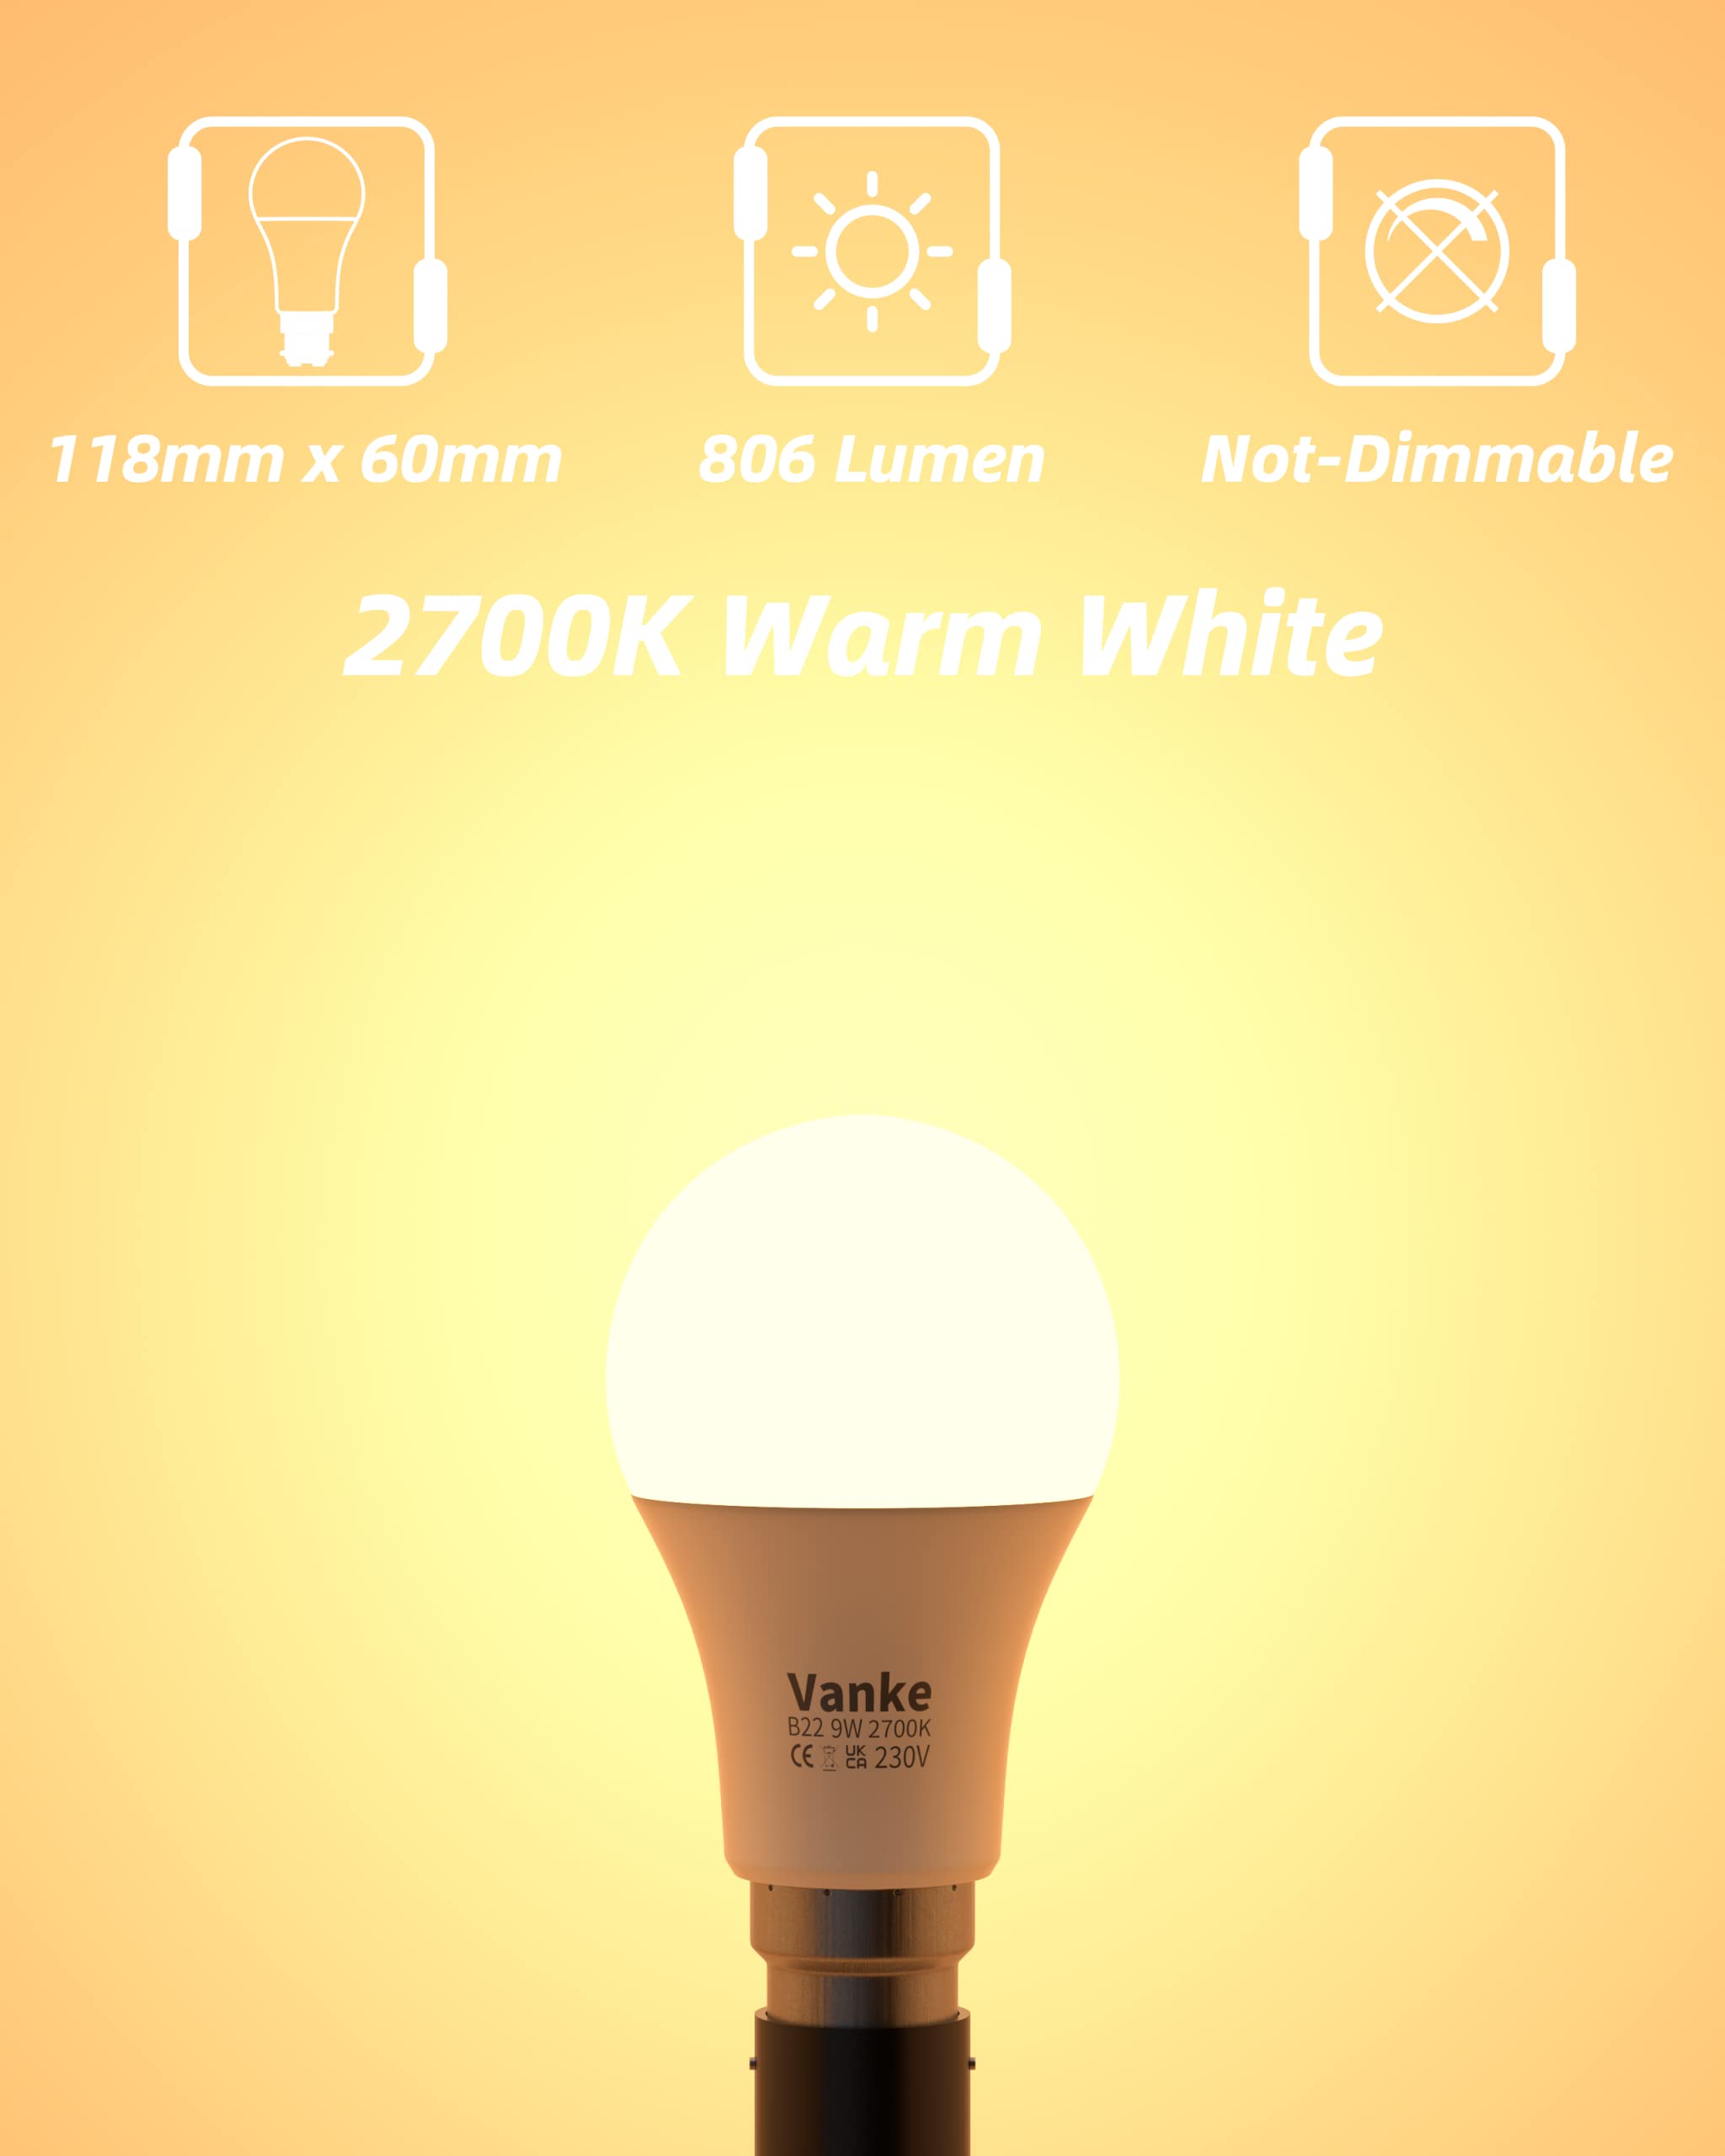 118mm x 60mm
806 Lumen
Not-Dimmable
2700K Warm White
Vanke
B22 9W 2700K
CE UK CA 230V